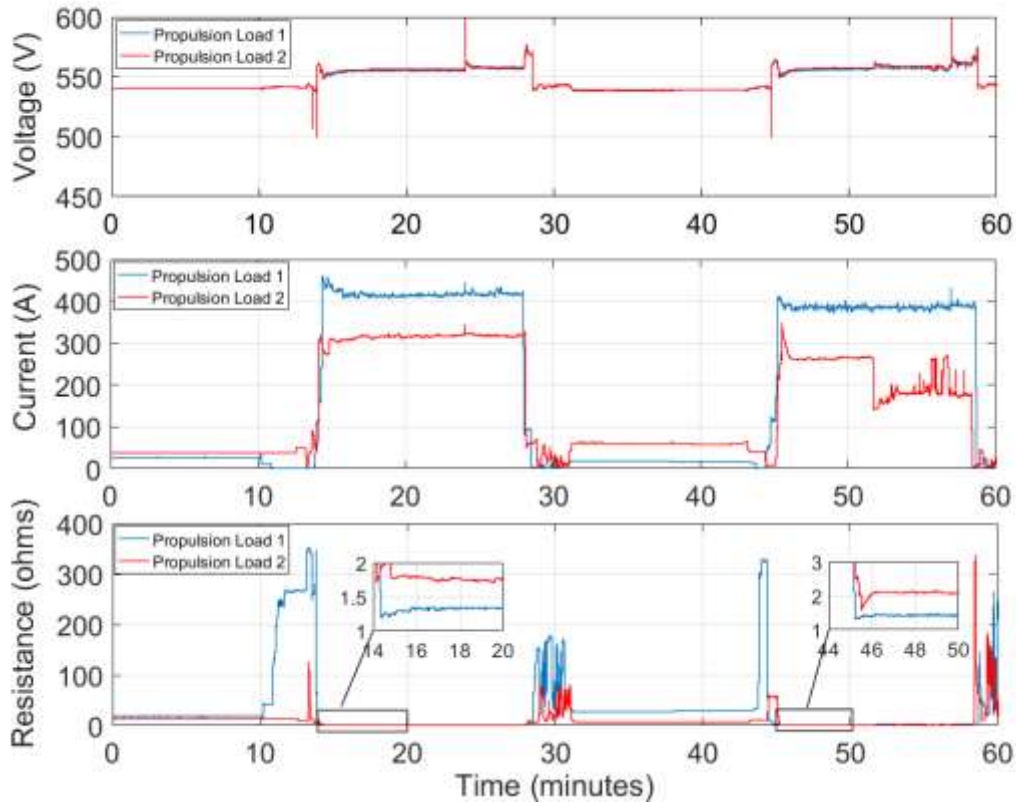 Voltage (V)
600
550
500
450
Propulsion Load 1
Propulsion Load 2
0 10 20 30 40 50 60
Current (A)
500
400
300
200
100
0
Propulsion Load 1
Propulsion Load 2
0 10 20 30 40 50 60
Resistance (ohms)
400
300
200
100
0
Propulsion Load 1
Propulsion Load 2
2
1.5
1
14 16 18 20
3
2
1
44 46 48 50
0 10 20 30 40 50 60
Time (minutes)